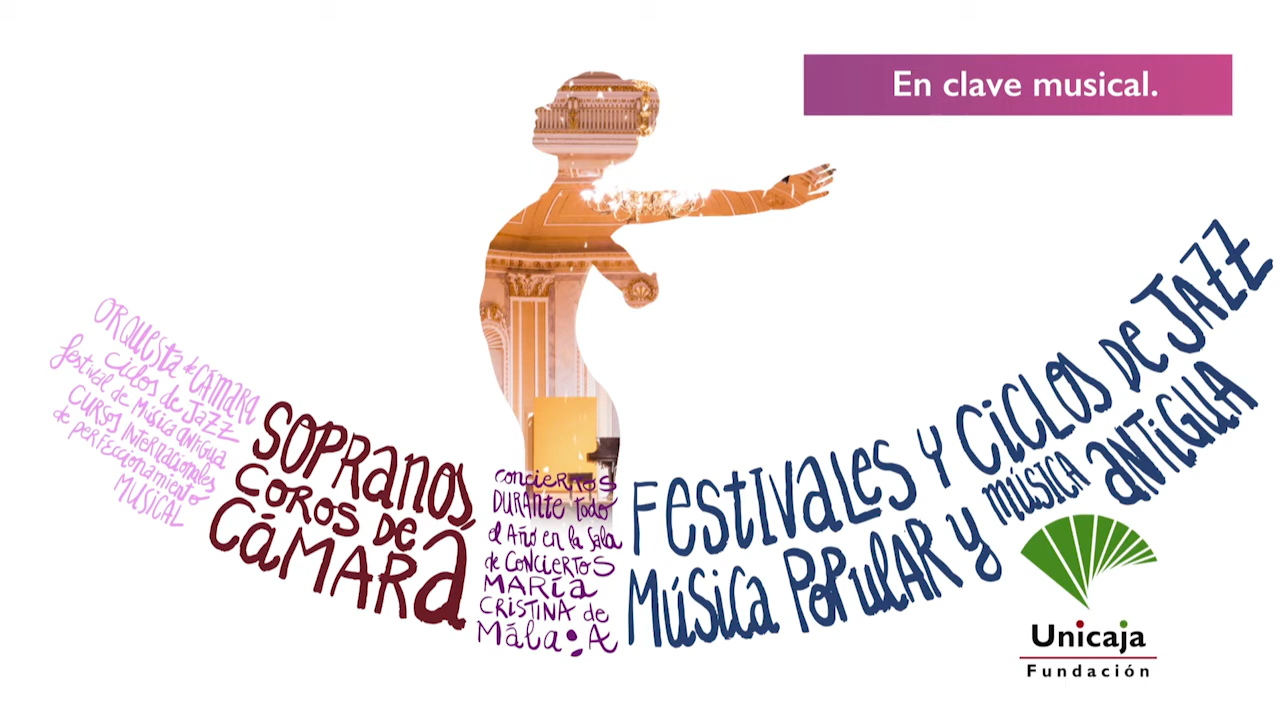 En clave musical.
ORQUESTA de CÁMARA
Ciclos de JAZZ
festival de Música antigua
CURSOS INTERNACIONALES
de perfeccionamiento
MUSICAL
SOPRANOS,
COROS DE
CÁMARA
CONCIERTOS
DURANTE todo
el Año en la Sala
de CONCIERTOS
MARÍA
CRISTINA de
MálagA
FESTIVALES Y CICLOS DE JAZZ
MÚSICA POPULAR y MÚSICA ANTIGUA
Unicaja
Fundación